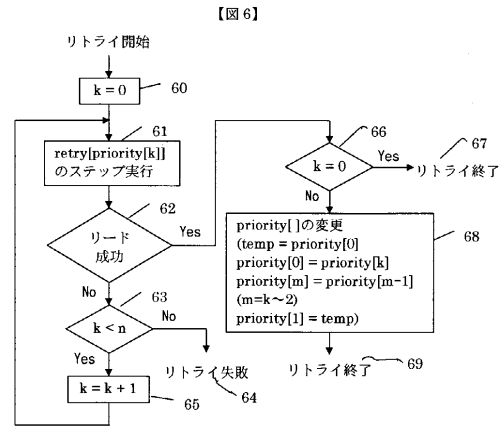 【図6】
リトライ開始
k = 0
60
61
retry[priority[k]]
のステップ実行
62
リード
成功
Yes
No
63
k < n
No
Yes
リトライ失敗
64
k = k + 1
65
66
k = 0
Yes
67
リトライ終了
No
priority[ ]の変更
(temp = priority[0]
priority[0] = priority[k]
priority[m] = priority[m-1]
(m=k～2)
priority[1] = temp)
68
リトライ終了
69